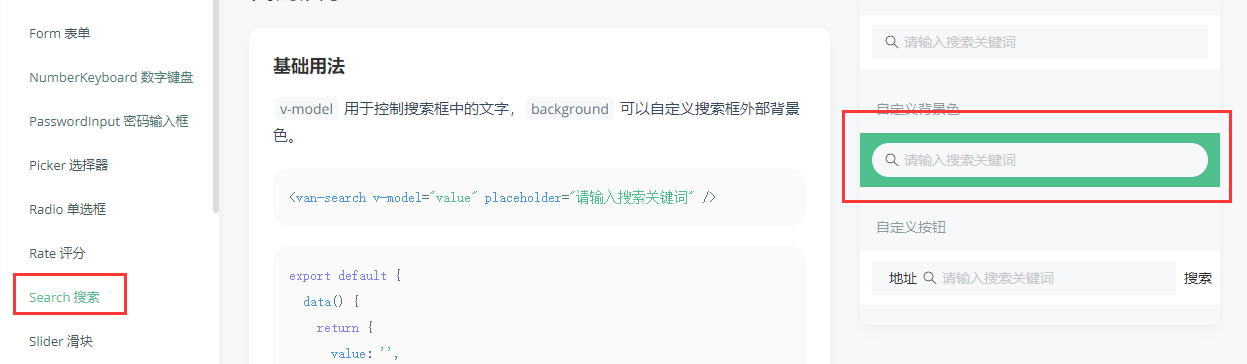 Form 表单
NumberKeyboard 数字键盘
PasswordInput 密码输入框
Picker 选择器
Radio 单选框
Rate 评分
Search 搜索
Slider 滑块
基础用法
v-model 用于控制搜索框中的文字， background 可以自定义搜索框外部背景
色。
<van-search v-model="value" placeholder="请输入搜索关键词" />
export default {
data() {
return {
value: '',
请输入搜索关键词
自定义背景色
请输入搜索关键词
自定义按钮
地址 请输入搜索关键词 搜索